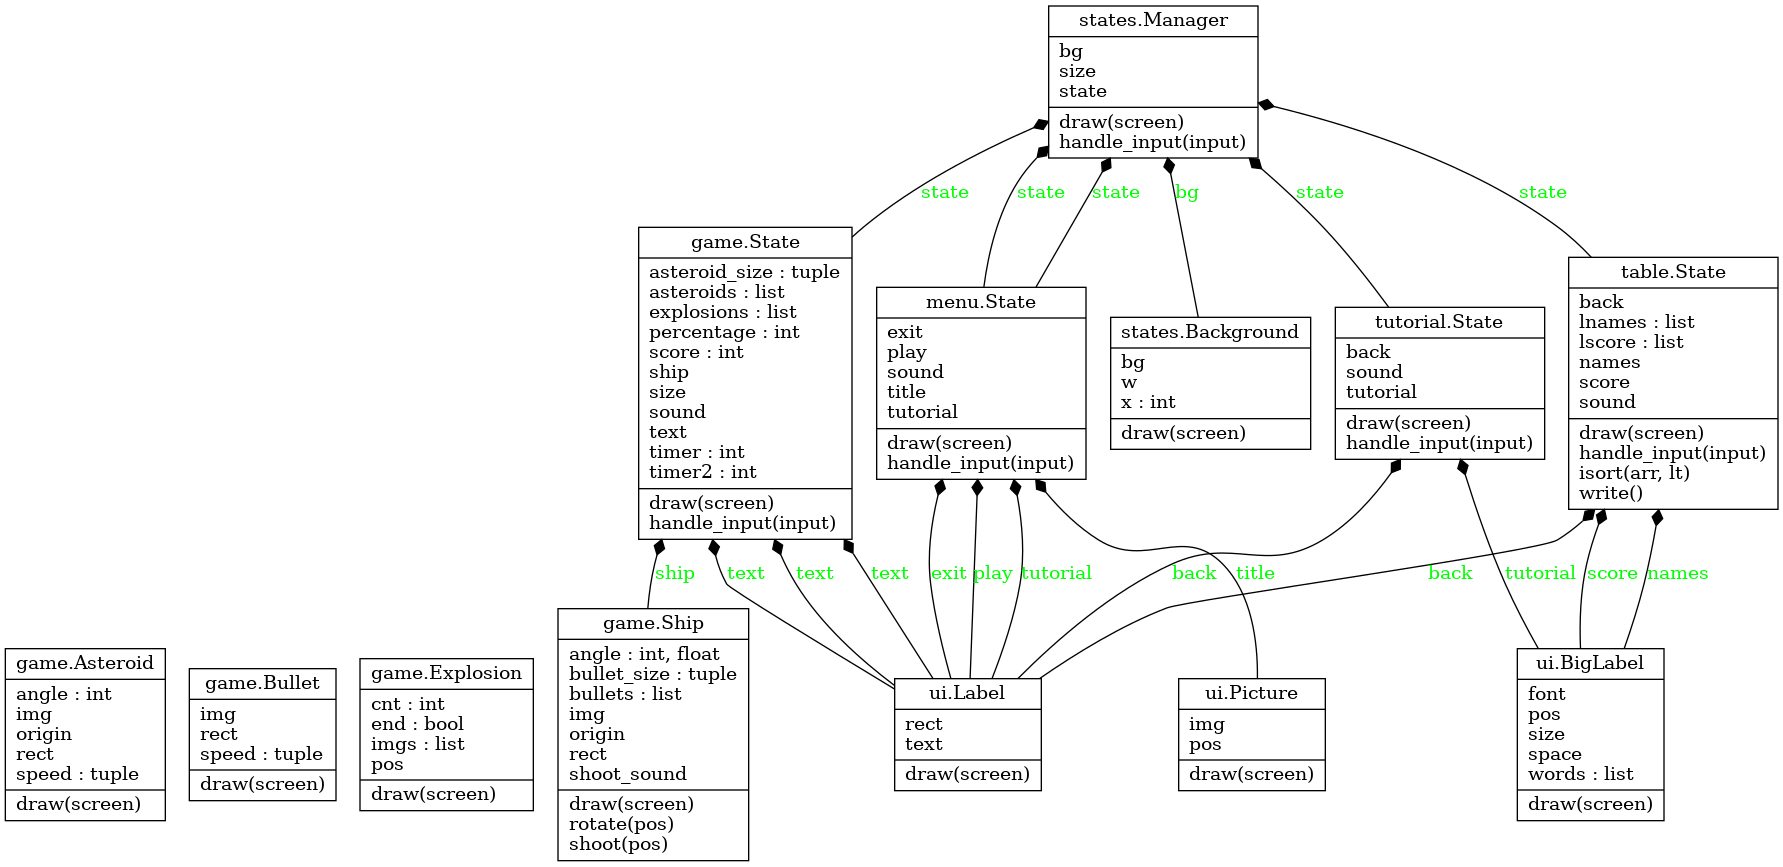 states.Manager
bg
size
state
draw(screen)
handle_input(input)
state
state
state
bg
state
state
game.State
asteroid_size : tuple
asteroids : list
explosions : list
percentage : int
score : int
ship
size
sound
text
timer : int
timer2 : int
draw(screen)
handle_input(input)
menu.State
exit
play
sound
title
tutorial
draw(screen)
handle_input(input)
states.Background
bg
w
x : int
draw(screen)
tutorial.State
back
sound
tutorial
draw(screen)
handle_input(input)
table.State
back
lnames : list
lscore : list
names
score
sound
draw(screen)
handle_input(input)
isort(arr, lt)
write()
ship
text
text
text
exit
play
tutorial
back
title
back
tutorial
score
names
game.Asteroid
angle : int
img
origin
rect
speed : tuple
draw(screen)
game.Bullet
img
rect
speed : tuple
draw(screen)
game.Explosion
cnt : int
end : bool
imgs : list
pos
draw(screen)
game.Ship
angle : int, float
bullet_size : tuple
bullets : list
img
origin
rect
shoot_sound
draw(screen)
rotate(pos)
shoot(pos)
ui.Label
rect
text
draw(screen)
ui.Picture
img
pos
draw(screen)
ui.BigLabel
font
pos
size
space
words : list
draw(screen)